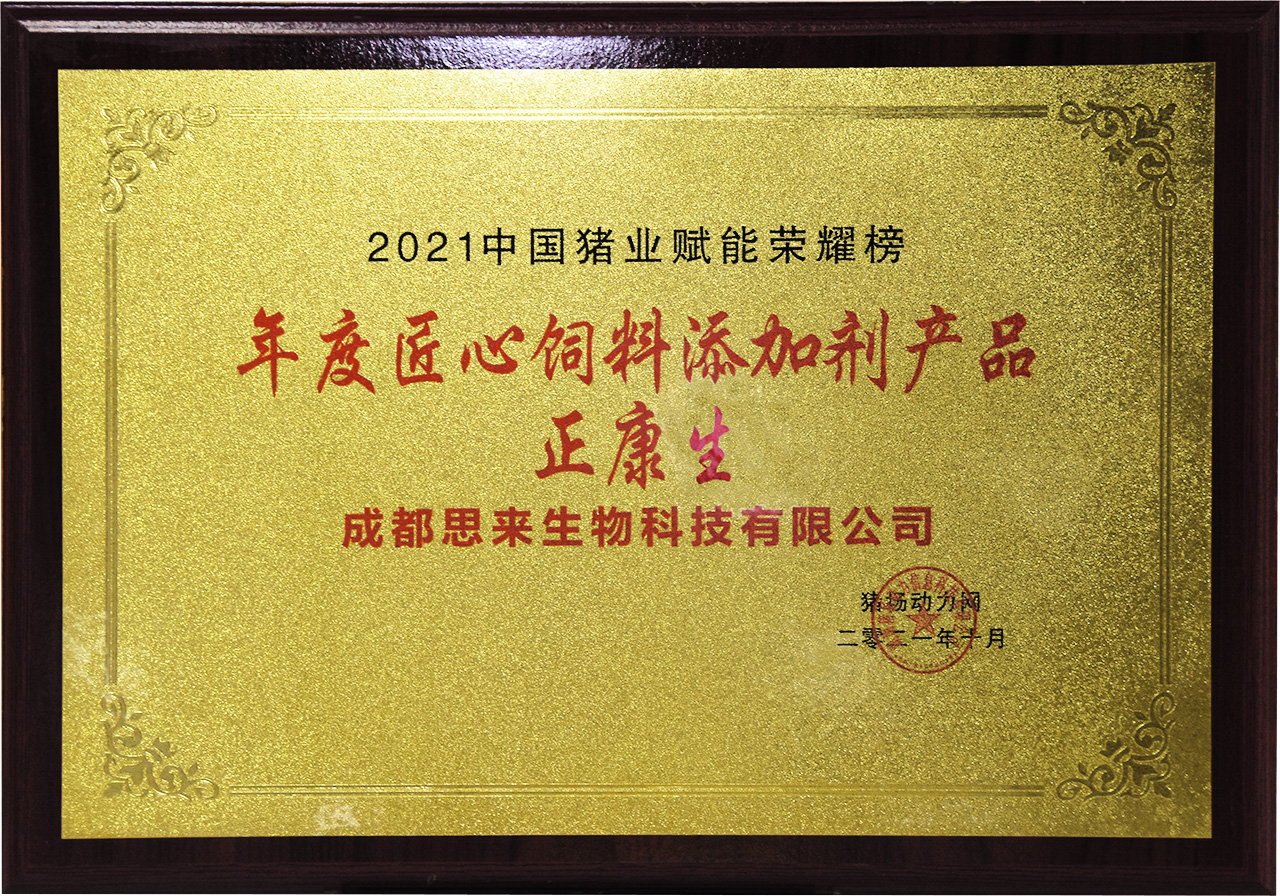 2021中国猪业赋能荣耀榜
年度匠心饲料添加剂产品
正康生
成都思来生物科技有限公司
猪扬动力网
二零二一年十月